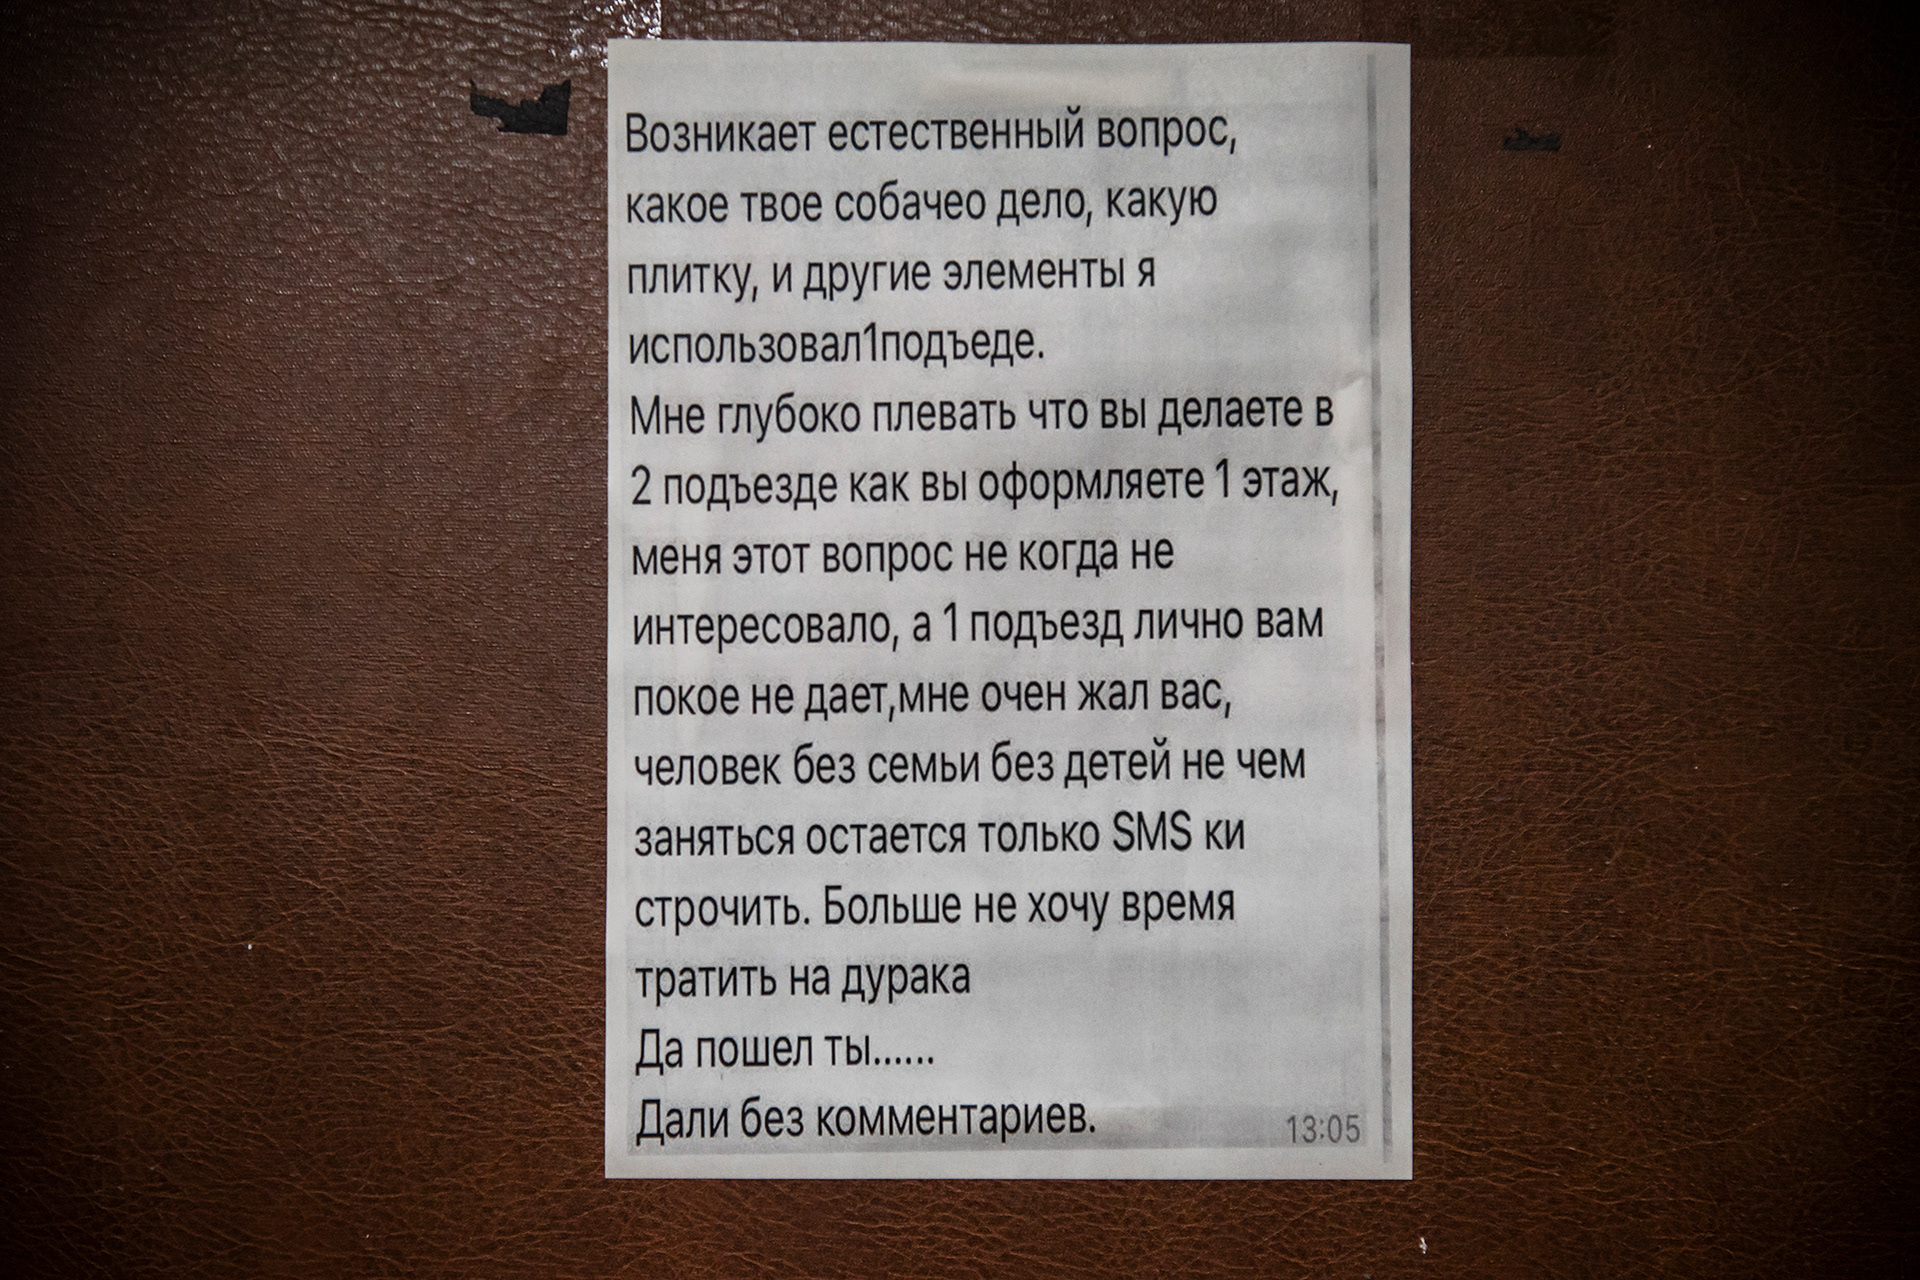 Возникает естественный вопрос,
какое твое собачео дело, какую
плитку, и другие элементы я
использовал1подъеде.
Мне глубоко плевать что вы делаете в
2 подъезде как вы оформляете 1 этаж,
меня этот вопрос не когда не
интересовало, а 1 подъезд лично вам
покое не дает,мне очен жал вас,
человек без семьи без детей не чем
заняться остается только SMS ки
строчить. Больше не хочу время
тратить на дурака
Да пошел ты......
Дали без комментариев.
13:05